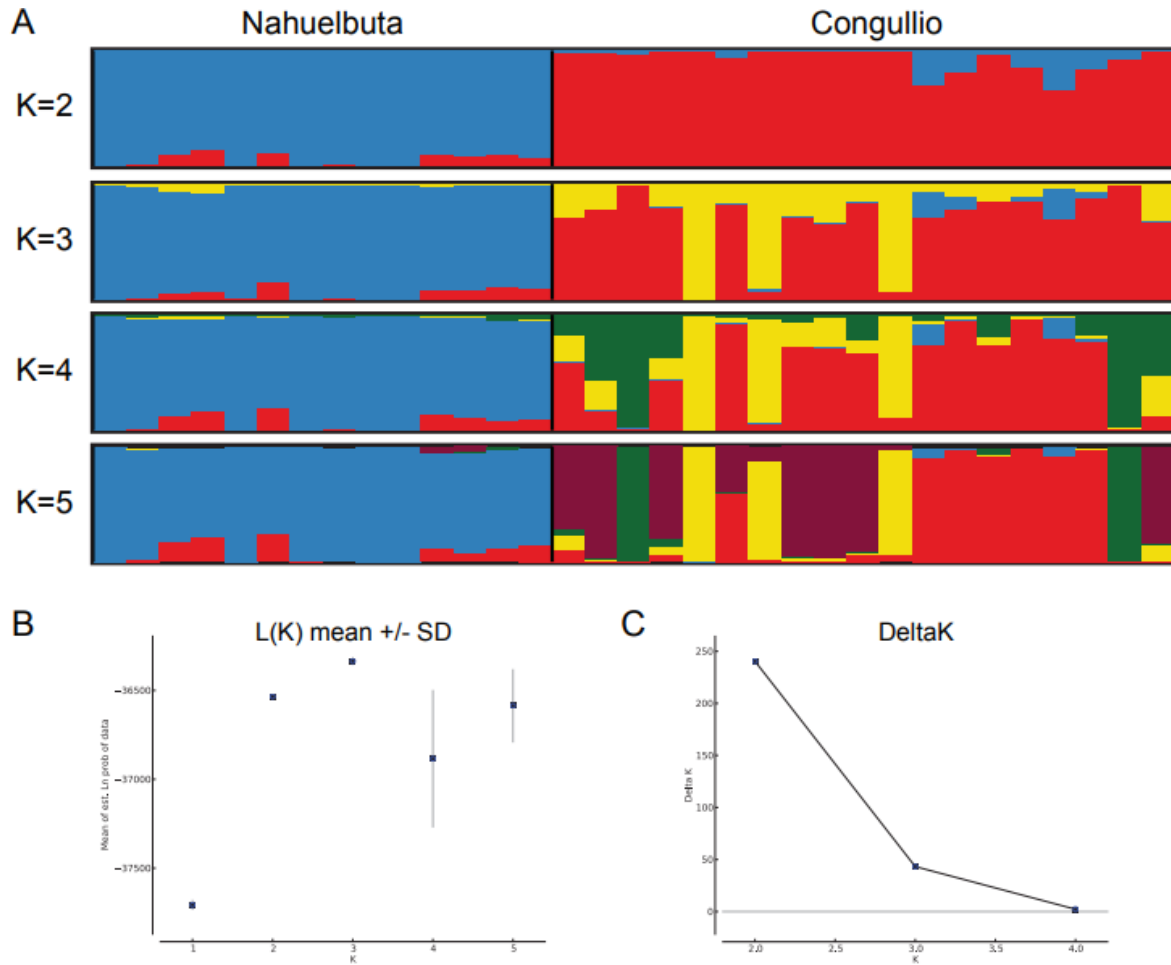 A
Nahuelbuta
Congullio
K=2
K=3
K=4
K=5
B
L(K) mean +/- SD
Mean of est. Ln prob of data
−36500
−37000
−37500
1
2
3
4
5
K
C
DeltaK
Delta K
250
200
150
100
50
0
2.0
2.5
3.0
3.5
4.0
K